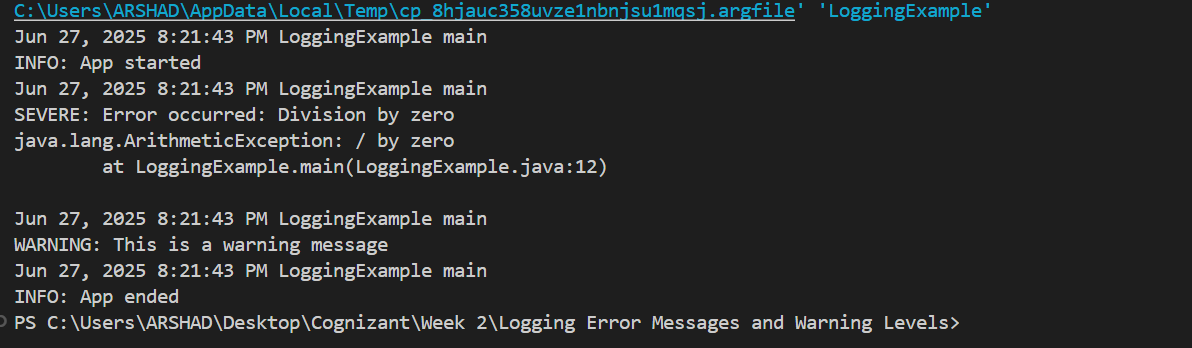 C:\Users\ARSHAD\AppData\Local\Temp\cp_8hjauc358uvze1nbnjsu1mqsj.argfile' 'LoggingExample'
Jun 27, 2025 8:21:43 PM LoggingExample main
INFO: App started
Jun 27, 2025 8:21:43 PM LoggingExample main
SEVERE: Error occurred: Division by zero
java.lang.ArithmeticException: / by zero
        at LoggingExample.main(LoggingExample.java:12)

Jun 27, 2025 8:21:43 PM LoggingExample main
WARNING: This is a warning message
Jun 27, 2025 8:21:43 PM LoggingExample main
INFO: App ended
PS C:\Users\ARSHAD\Desktop\Cognizant\Week 2\Logging Error Messages and Warning Levels>